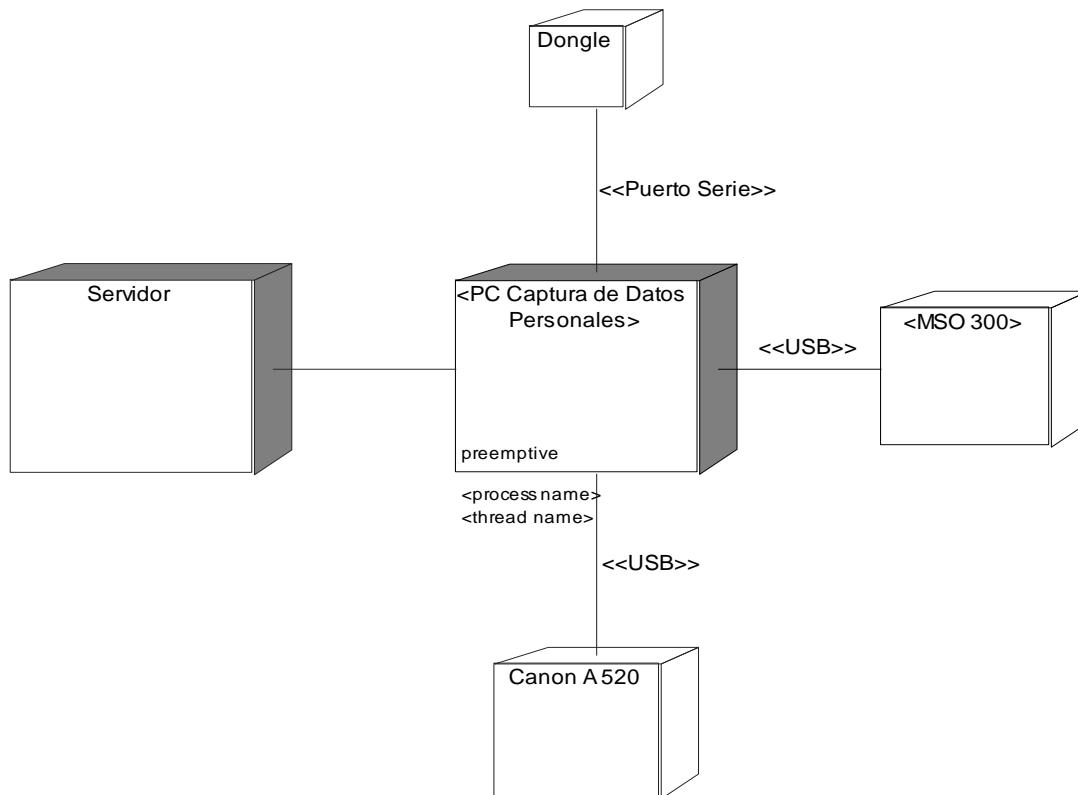 Dongle
<<Puerto Serie>>
Servidor
<PC Captura de Datos
Personales>
<<USB>>
<MSO 300>
preemptive
<process name>
<thread name>
<<USB>>
Canon A 520